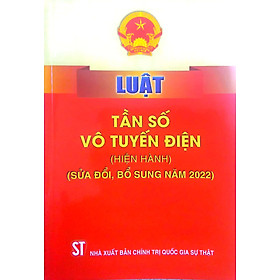 LUẬT
TẦN SỐ
VÔ TUYẾN ĐIỆN
(HIỆN HÀNH)
(SỬA ĐỔI, BỔ SUNG NĂM 2022)
ST NHÀ XUẤT BẢN CHÍNH TRỊ QUỐC GIA SỰ THẬT